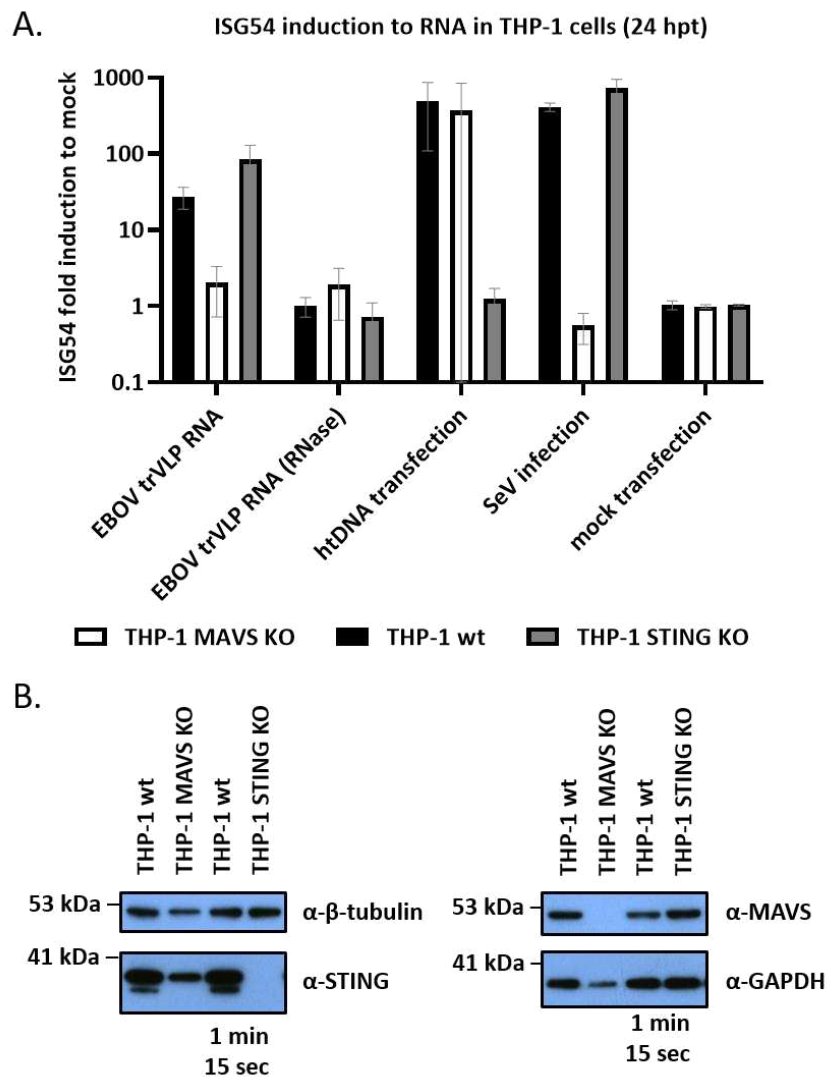 A.
ISG54 induction to RNA in THP-1 cells (24 hpt)
ISG54 fold induction to mock
1000
100
10
1
0.1
EBOV trVLP RNA
EBOV trVLP RNA (RNase)
htDNA transfection
SeV infection
mock transfection
THP-1 MAVS KO
THP-1 wt
THP-1 STING KO
B.
THP-1 wt
THP-1 MAVS KO
THP-1 wt
THP-1 STING KO
53 kDa
α-β-tubulin
41 kDa
α-STING
1 min
15 sec
THP-1 wt
THP-1 MAVS KO
THP-1 wt
THP-1 STING KO
53 kDa
α-MAVS
41 kDa
α-GAPDH
1 min
15 sec